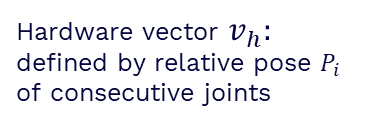 Hardware vector v_h:
defined by relative pose P_i
of consecutive joints